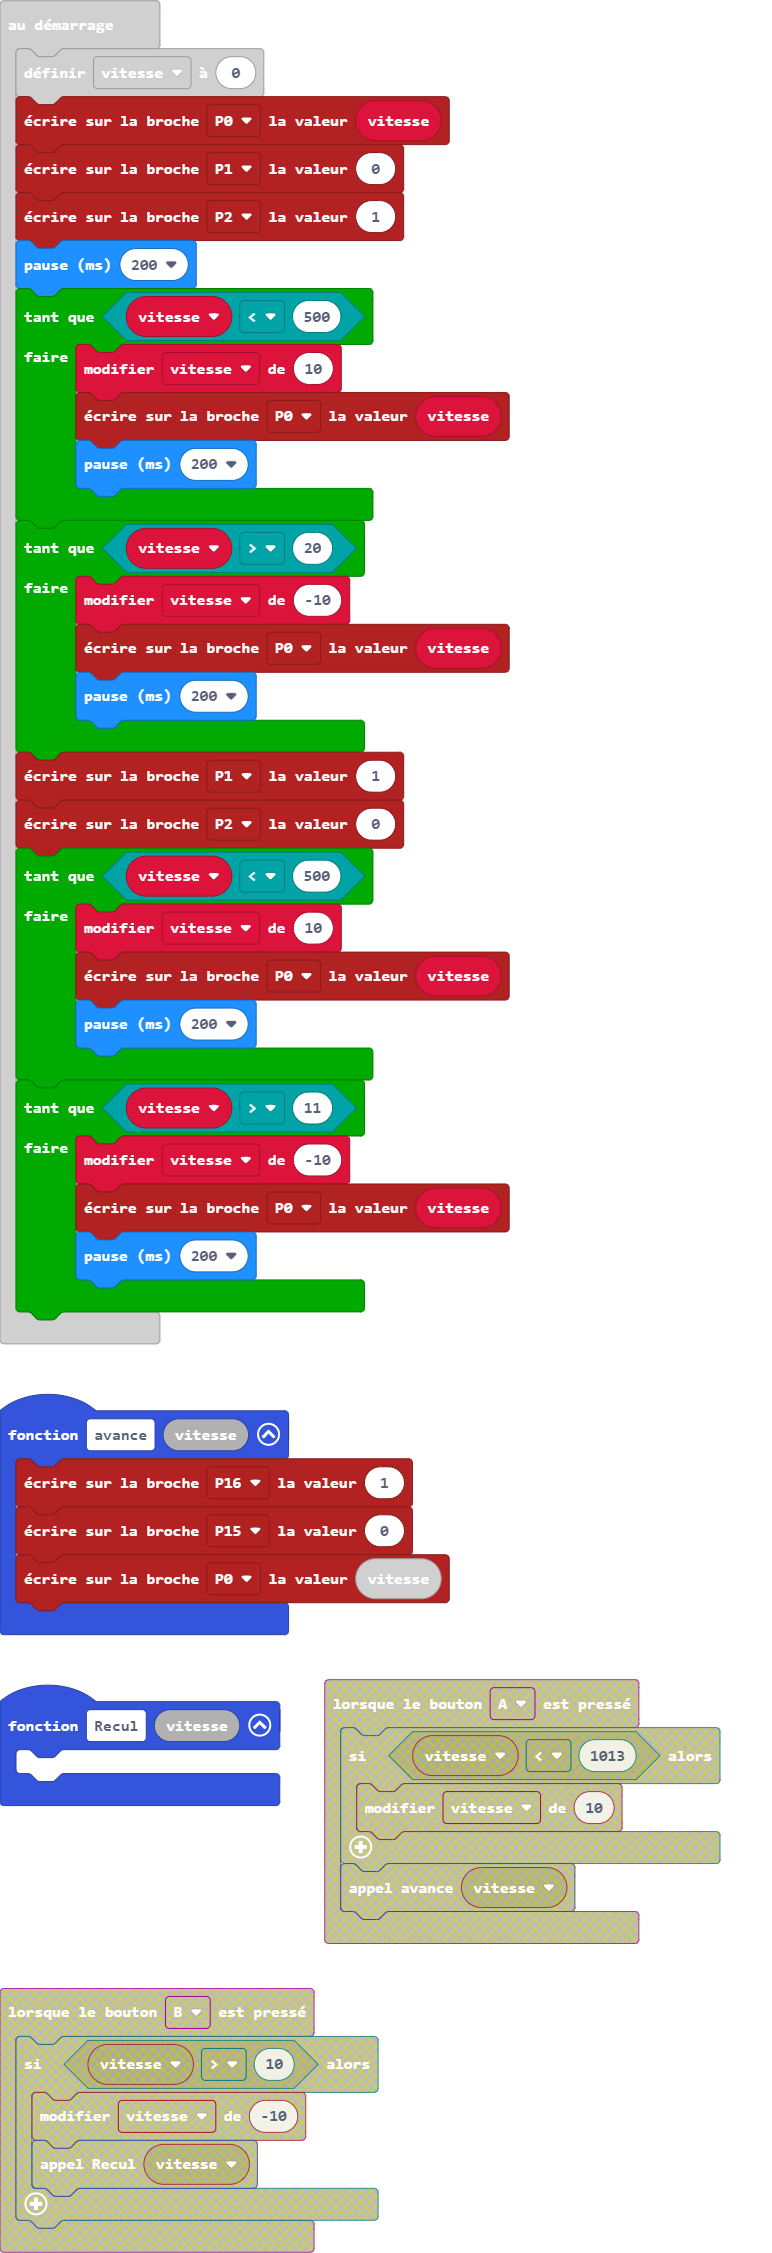 au démarrage
définir vitesse à 0
écrire sur la broche P0 la valeur vitesse
écrire sur la broche P1 la valeur 0
écrire sur la broche P2 la valeur 1
pause (ms) 200
tant que vitesse < 500
faire
modifier vitesse de 10
écrire sur la broche P0 la valeur vitesse
pause (ms) 200
tant que vitesse > 20
faire
modifier vitesse de -10
écrire sur la broche P0 la valeur vitesse
pause (ms) 200
écrire sur la broche P1 la valeur 1
écrire sur la broche P2 la valeur 0
tant que vitesse < 500
faire
modifier vitesse de 10
écrire sur la broche P0 la valeur vitesse
pause (ms) 200
tant que vitesse > 11
faire
modifier vitesse de -10
écrire sur la broche P0 la valeur vitesse
pause (ms) 200
fonction avance vitesse
écrire sur la broche P16 la valeur 1
écrire sur la broche P15 la valeur 0
écrire sur la broche P0 la valeur vitesse
fonction Recul vitesse
lorsque le bouton A est pressé
si vitesse < 1013 alors
modifier vitesse de 10
appel avance vitesse
lorsque le bouton B est pressé
si vitesse > 10 alors
modifier vitesse de -10
appel Recul vitesse